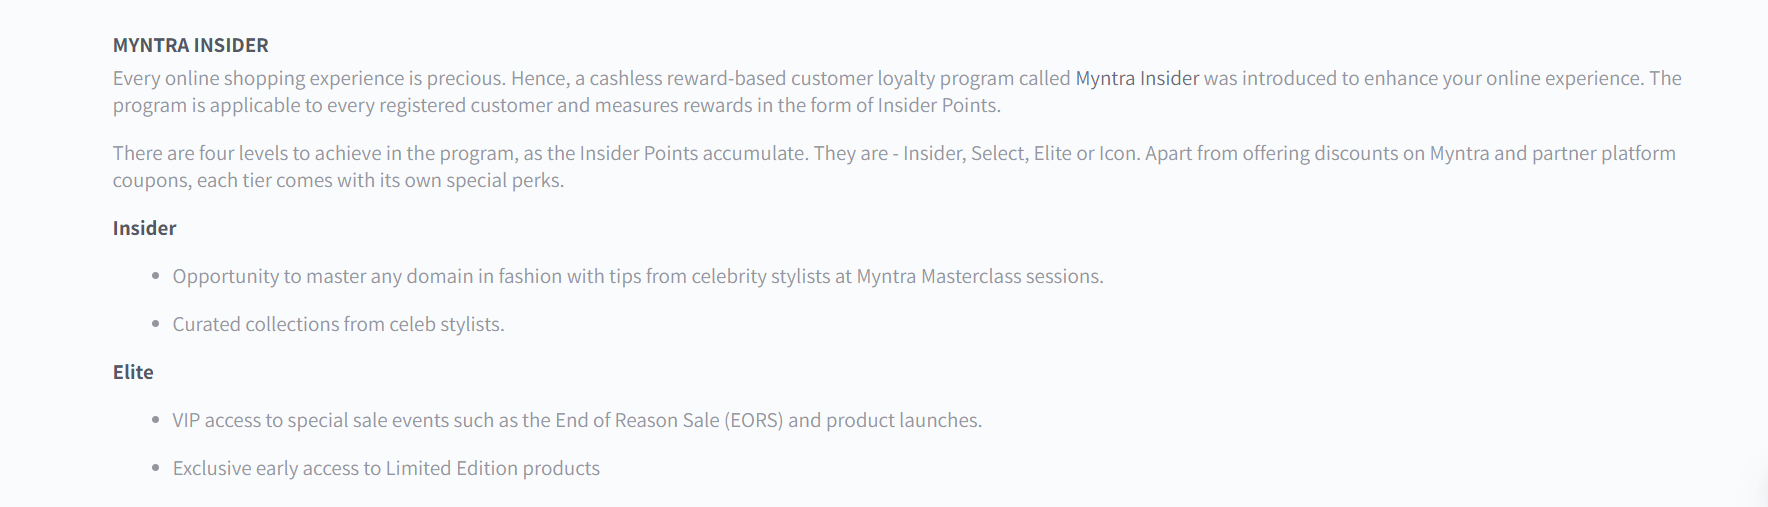 MYNTRA INSIDER
Every online shopping experience is precious. Hence, a cashless reward-based customer loyalty program called Myntra Insider was introduced to enhance your online experience. The
program is applicable to every registered customer and measures rewards in the form of Insider Points.
There are four levels to achieve in the program, as the Insider Points accumulate. They are - Insider, Select, Elite or Icon. Apart from offering discounts on Myntra and partner platform
coupons, each tier comes with its own special perks.
Insider
• Opportunity to master any domain in fashion with tips from celebrity stylists at Myntra Masterclass sessions.
• Curated collections from celeb stylists.
Elite
• VIP access to special sale events such as the End of Reason Sale (EORS) and product launches.
• Exclusive early access to Limited Edition products